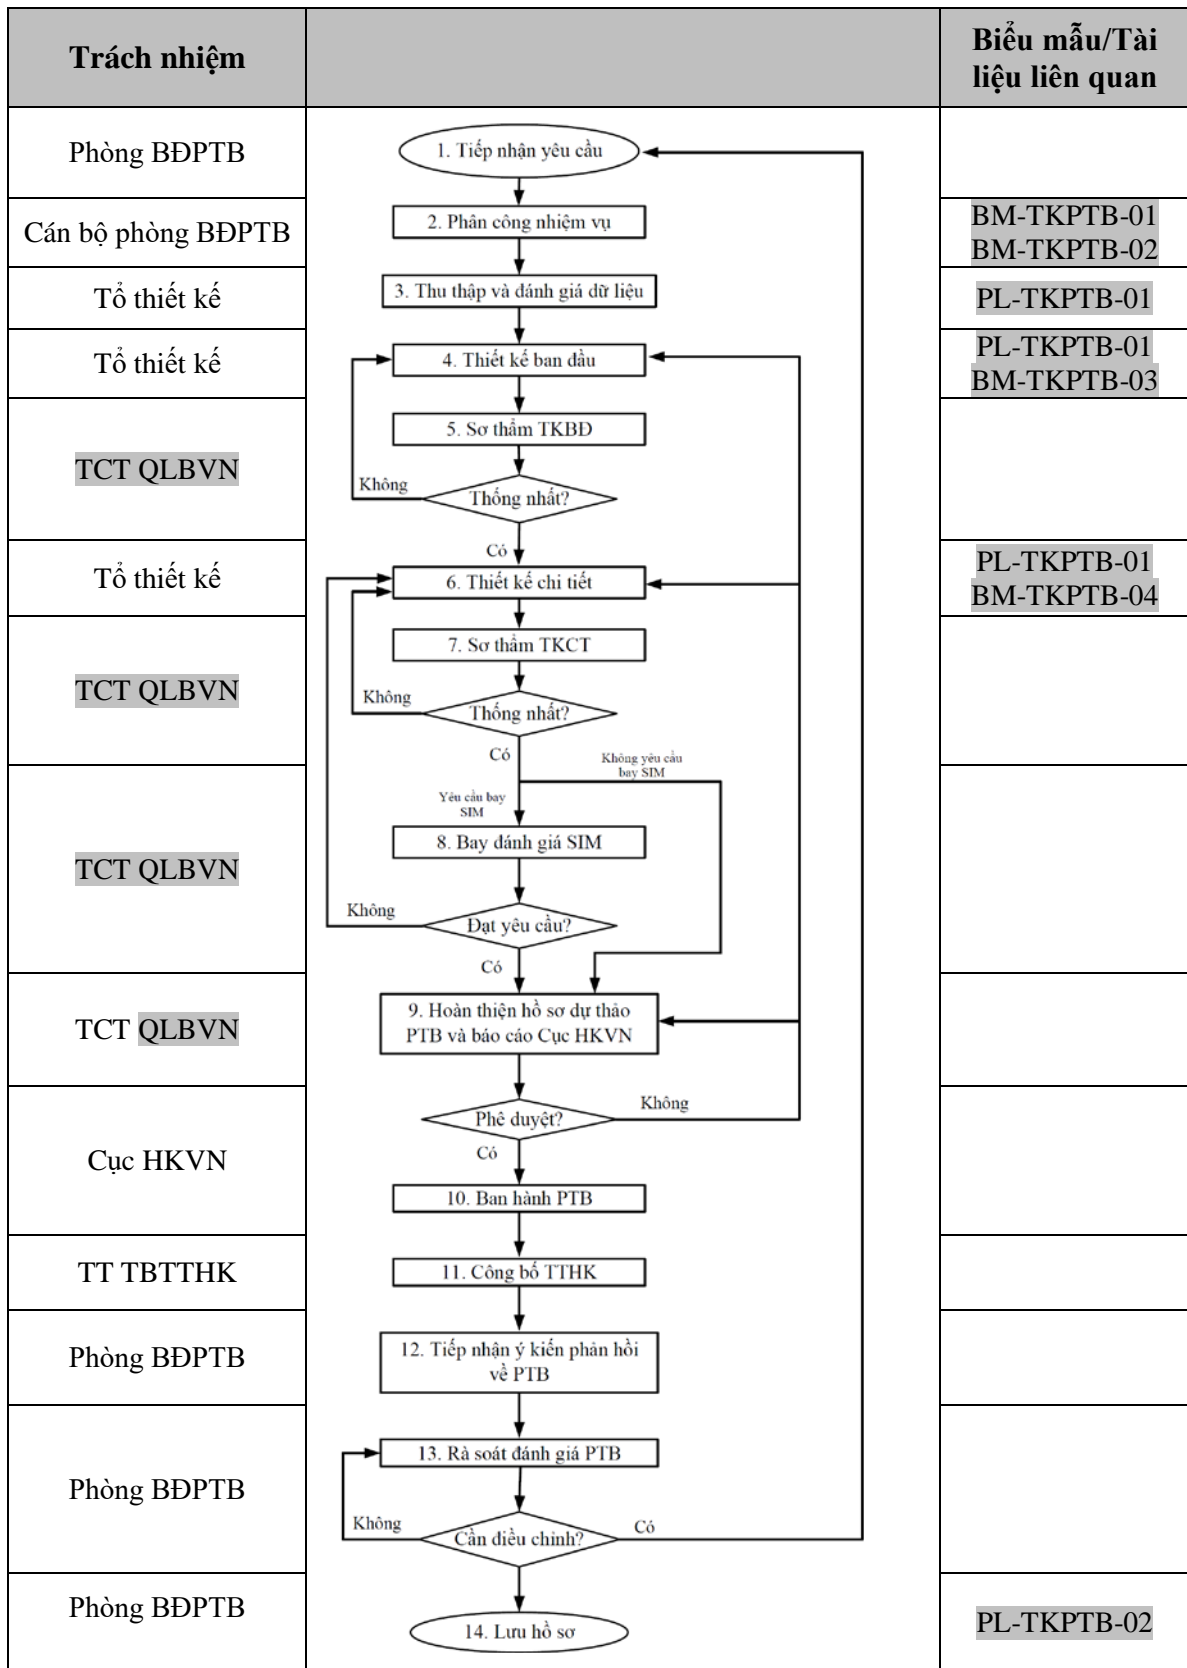 Trách nhiệm
Biểu mẫu/Tài
liệu liên quan
Phòng BĐPTB
1. Tiếp nhận yêu cầu
Cán bộ phòng BĐPTB
2. Phân công nhiệm vụ
BM-TKPTB-01
BM-TKPTB-02
Tổ thiết kế
3. Thu thập và đánh giá dữ liệu
PL-TKPTB-01
Tổ thiết kế
4. Thiết kế ban đầu
PL-TKPTB-01
BM-TKPTB-03
TCT QLBVN
5. Sơ thẩm TKBĐ
Không
Thống nhất?
Có
Tổ thiết kế
6. Thiết kế chi tiết
PL-TKPTB-01
BM-TKPTB-04
TCT QLBVN
7. Sơ thẩm TKCT
Không
Thống nhất?
Có
Không yêu cầu
bay SIM
Yêu cầu bay
SIM
TCT QLBVN
8. Bay đánh giá SIM
Không
Đạt yêu cầu?
Có
TCT QLBVN
9. Hoàn thiện hồ sơ dự thảo
PTB và báo cáo Cục HKVN
Cục HKVN
Phê duyệt?
Không
Có
10. Ban hành PTB
TT TBTTHK
11. Công bố TTHK
Phòng BĐPTB
12. Tiếp nhận ý kiến phản hồi
về PTB
Phòng BĐPTB
13. Rà soát đánh giá PTB
Không
Cần điều chỉnh?
Có
Phòng BĐPTB
14. Lưu hồ sơ
PL-TKPTB-02